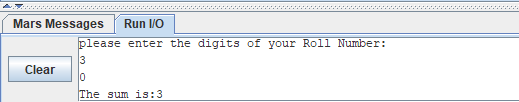 Mars Messages Run I/O
please enter the digits of your Roll Number:
3
0
Clear
The sum is:3